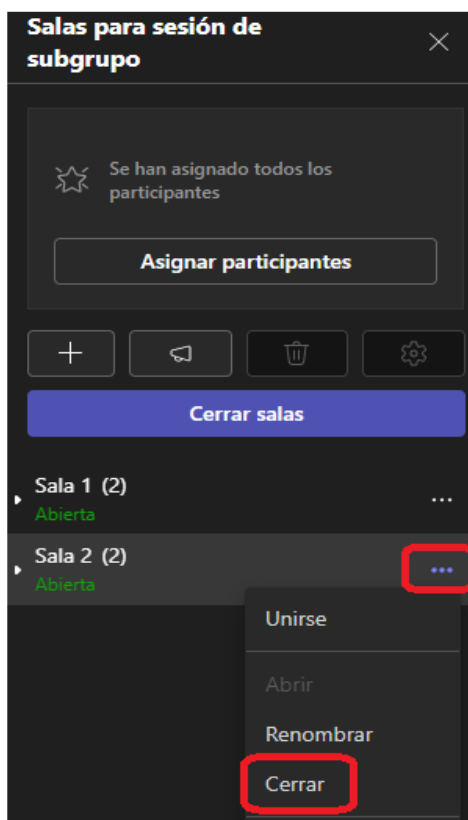 Salas para sesión de
subgrupo
Se han asignado todos los
participantes
Asignar participantes
Cerrar salas
Sala 1 (2)
Abierta
Sala 2 (2)
Abierta
Unirse
Abrir
Renombrar
Cerrar